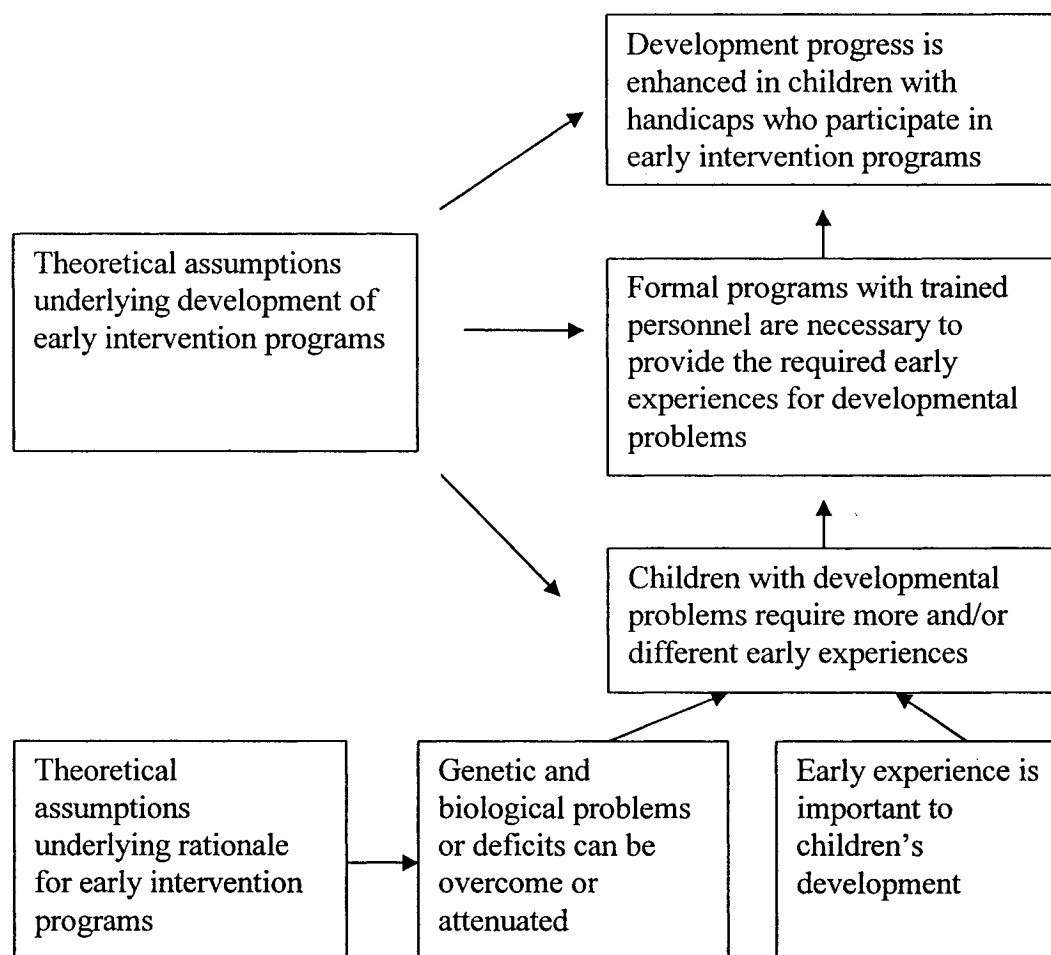 Development progress is
enhanced in children with
handicaps who participate in
early intervention programs
Theoretical assumptions
underlying development of
early intervention programs
Formal programs with trained
personnel are necessary to
provide the required early
experiences for developmental
problems
Children with developmental
problems require more and/or
different early experiences
Theoretical
assumptions
underlying rationale
for early intervention
programs
Genetic and
biological problems
or deficits can be
overcome or
attenuated
Early experience is
important to
children's
development